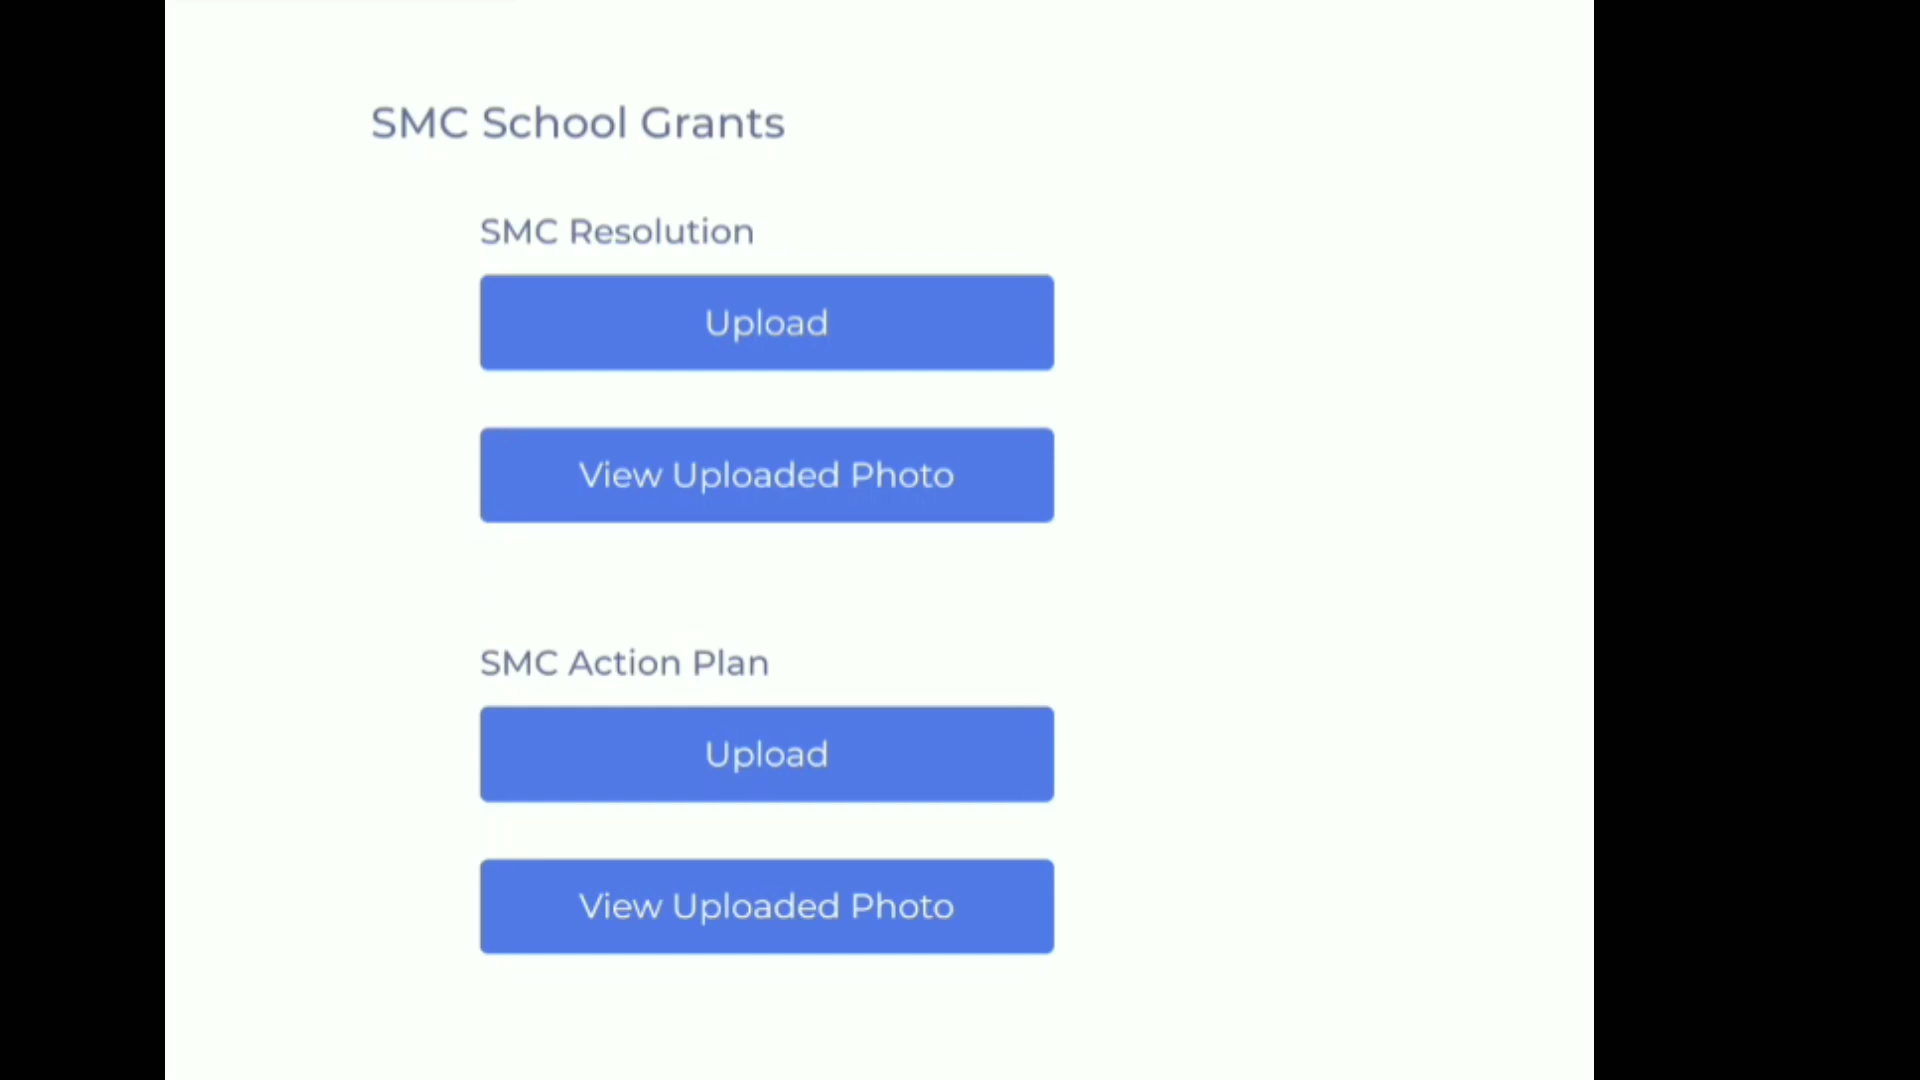 SMC School Grants
SMC Resolution
Upload
View Uploaded Photo
SMC Action Plan
Upload
View Uploaded Photo